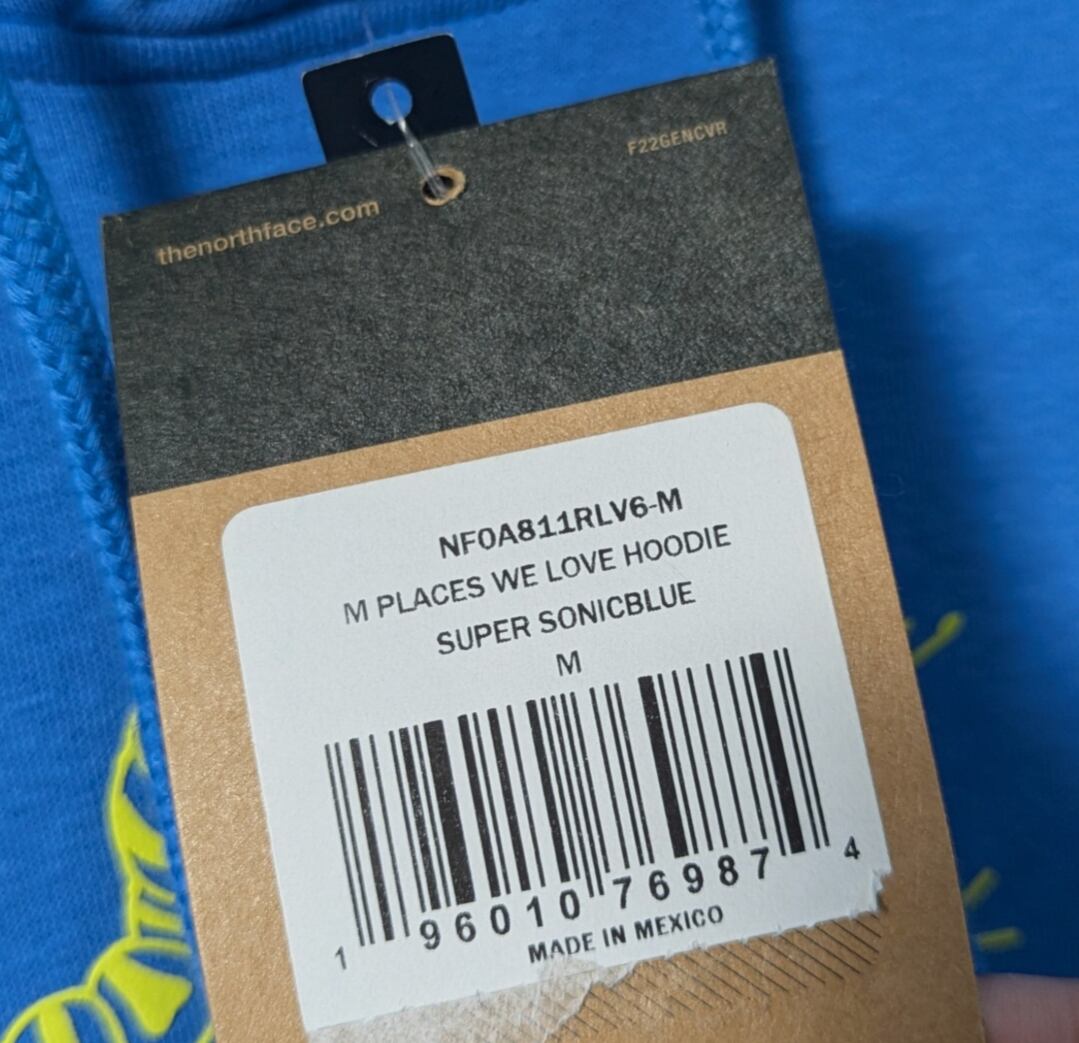 F22GENCVR
thenorthface.com
NF0A811RLV6-M
M PLACES WE LOVE HOODIE
SUPER SONICBLUE
M
1 96010 76987 4
MADE IN MEXICO